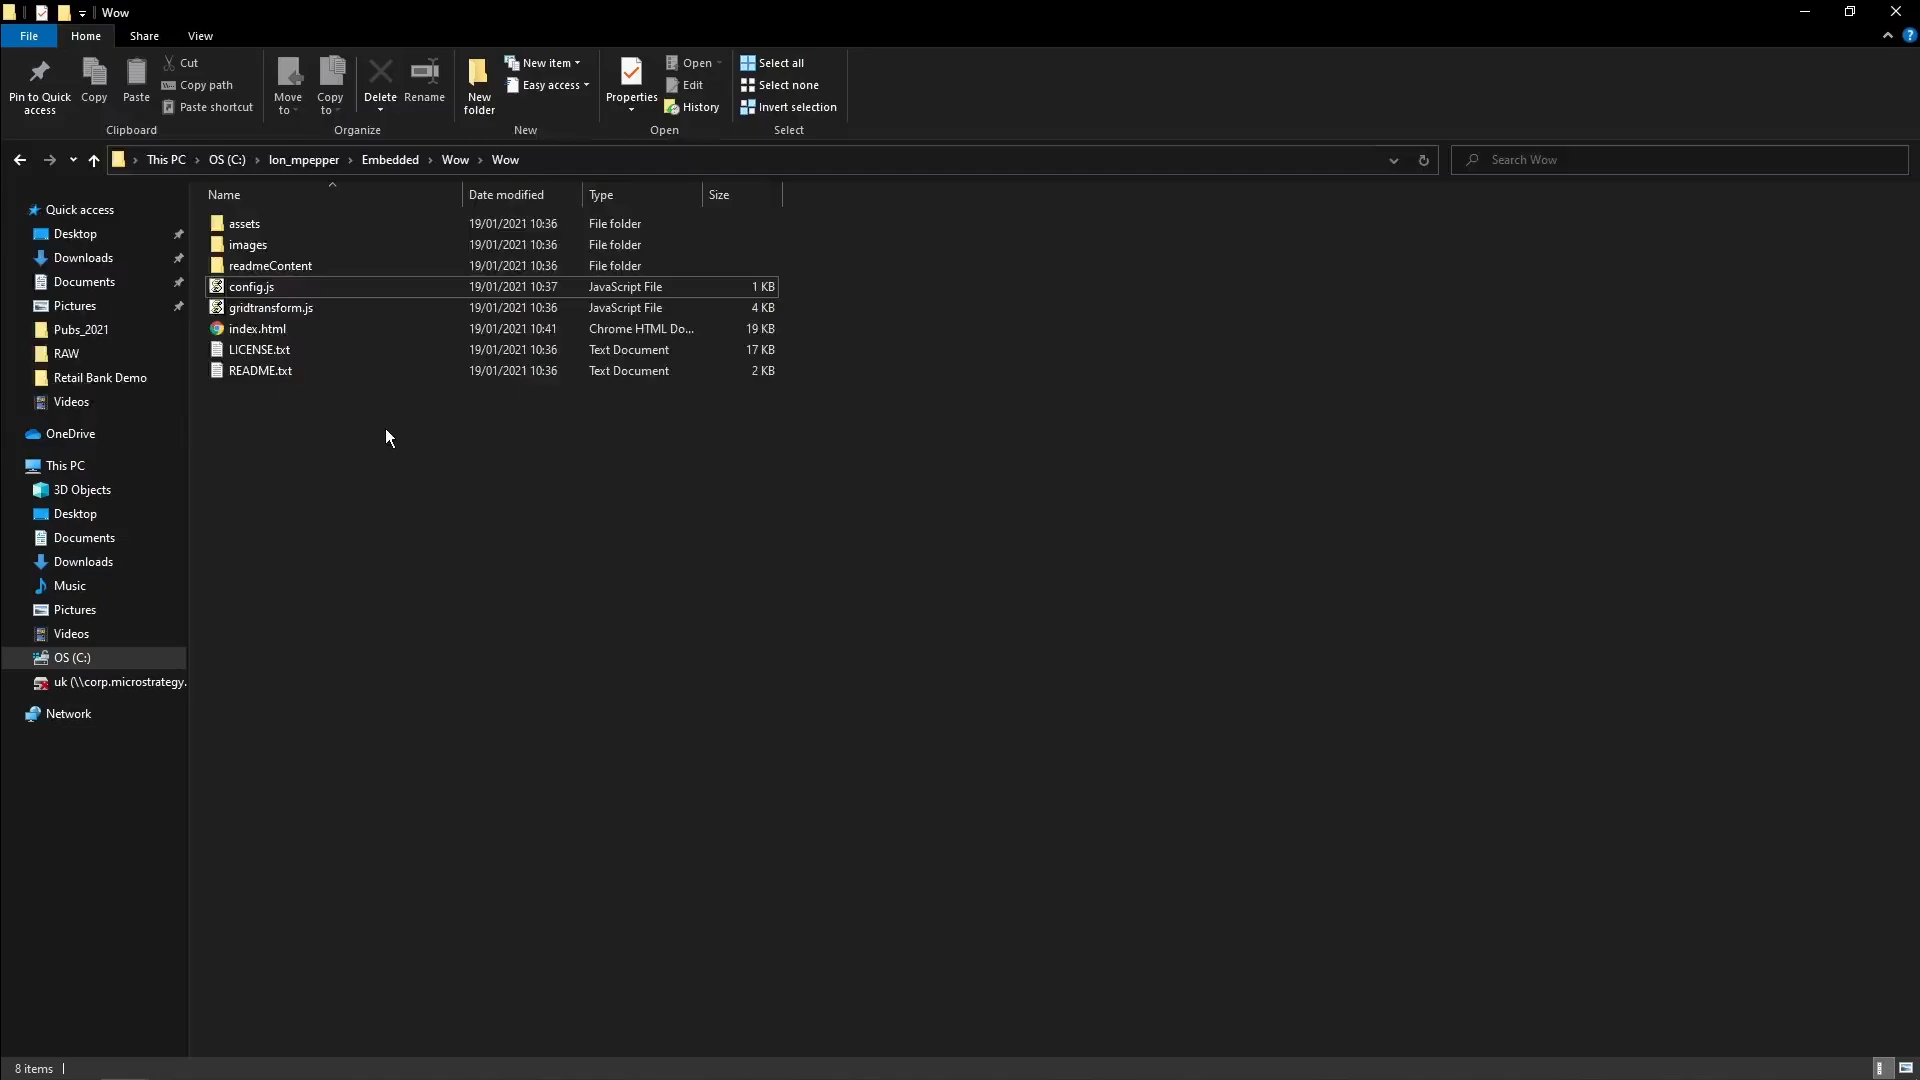 Wow
File
Home
Share
View
Pin to Quick access
Copy
Paste
Cut
Copy path
Paste shortcut
Clipboard
Move to
Copy to
Delete
Rename
Organize
New folder
New item
Easy access
New
Properties
Open
Edit
History
Open
Select all
Select none
Invert selection
Select
This PC > OS (C:) > lon_mpepper > Embedded > Wow > Wow
Search Wow
Name Date modified Type Size
assets 19/01/2021 10:36 File folder
images 19/01/2021 10:36 File folder
readmeContent 19/01/2021 10:36 File folder
config.js 19/01/2021 10:37 JavaScript File 1 KB
gridtransform.js 19/01/2021 10:36 JavaScript File 4 KB
index.html 19/01/2021 10:41 Chrome HTML Do... 19 KB
LICENSE.txt 19/01/2021 10:36 Text Document 17 KB
README.txt 19/01/2021 10:36 Text Document 2 KB
Quick access
Desktop
Downloads
Documents
Pictures
Pubs_2021
RAW
Retail Bank Demo
Videos
OneDrive
This PC
3D Objects
Desktop
Documents
Downloads
Music
Pictures
Videos
OS (C:)
uk (\\corp.microstrategy.
Network
8 items